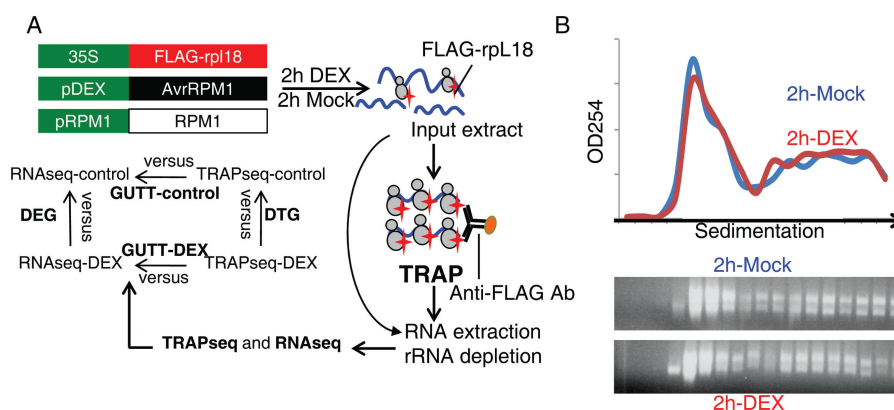 A
35S FLAG-rpl18
pDEX AvrRPM1
pRPM1 RPM1
2h DEX
2h Mock
FLAG-rpL18
Input extract
TRAP
Anti-FLAG Ab
RNA extraction
rRNA depletion
TRAPseq and RNAseq
RNAseq-control
versus
TRAPseq-control
GUTT-control
DEG
versus
versus
DTG
GUTT-DEX
RNAseq-DEX
versus
TRAPseq-DEX
B
OD254
2h-Mock
2h-DEX
Sedimentation
2h-Mock
2h-DEX